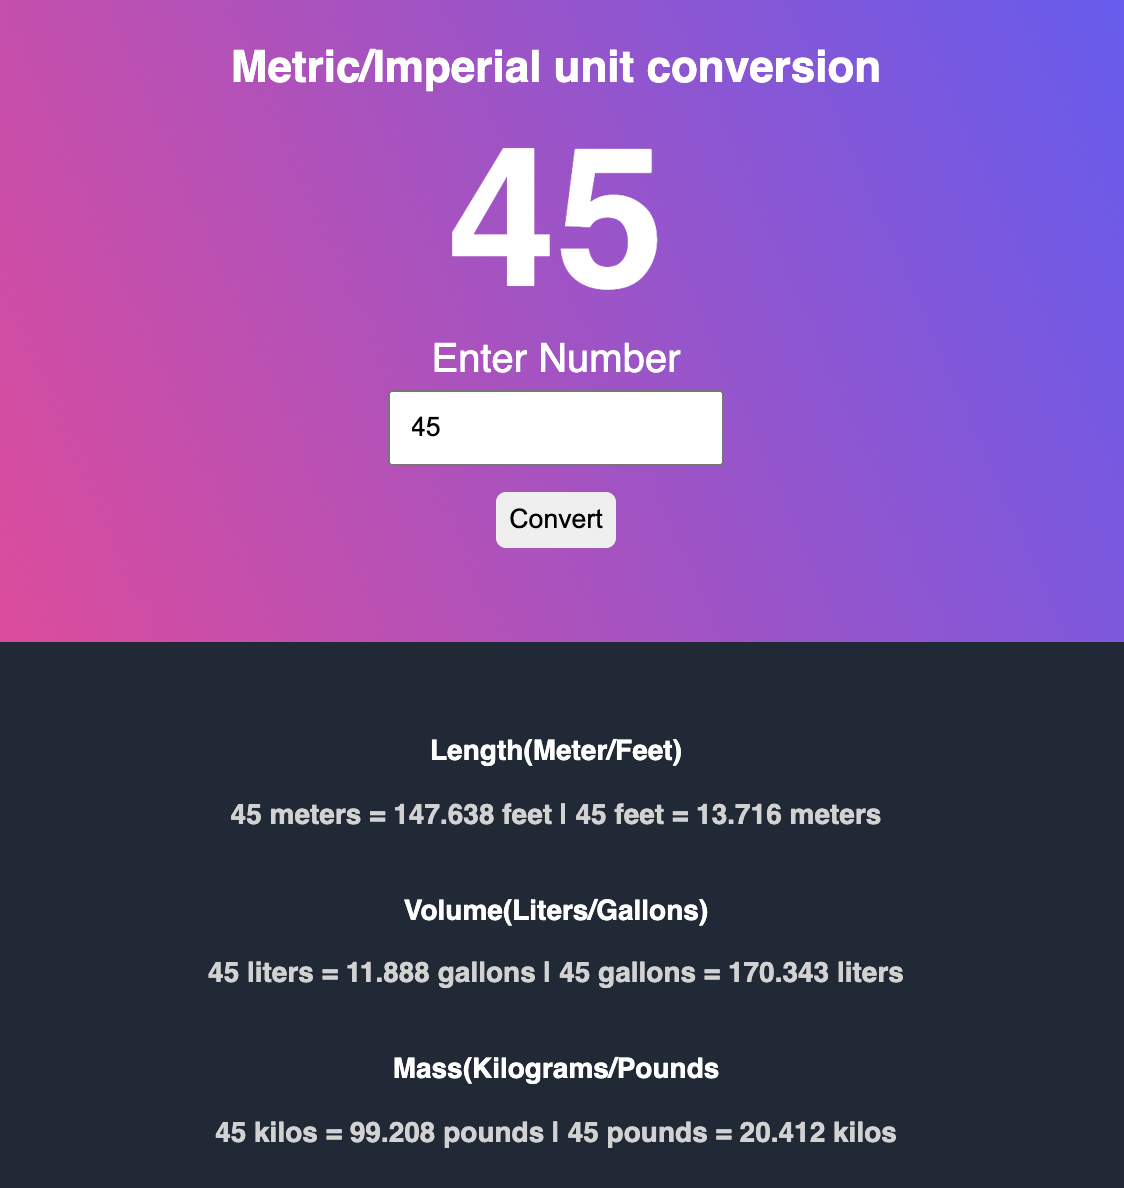 Metric/Imperial unit conversion
45
Enter Number
45
Convert
Length(Meter/Feet)
45 meters = 147.638 feet | 45 feet = 13.716 meters
Volume(Liters/Gallons)
45 liters = 11.888 gallons | 45 gallons = 170.343 liters
Mass(Kilograms/Pounds
45 kilos = 99.208 pounds | 45 pounds = 20.412 kilos